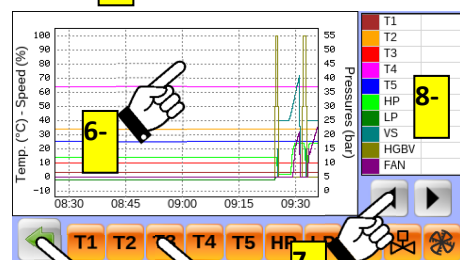 Temp. (°C) - Speed (%)
100
90
80
70
60
50
40
30
20
10
0
-10
08:30 08:45 09:00 09:15 09:30
55
50
45
40
35
30
25
20
15
10
5
0
Pressures (bar)
6-
T1
T2
T3
T4
T5
HP
LP
VS
HGBV
FAN
8-
T1 T2 T3 T4 T5 HP LP
7